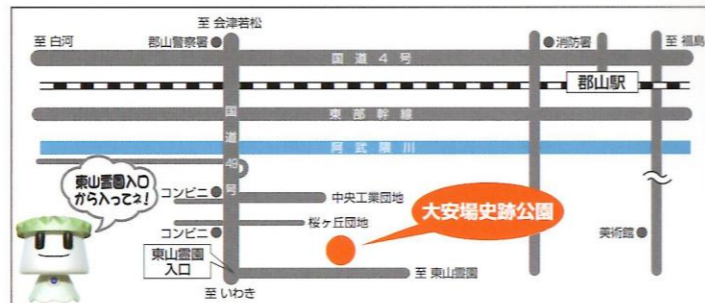 至 会津若松
至 白河
郡山警察署
消防署
至 福島
国道4号
郡山駅
東部幹線
国道49号
阿武隈川
東山霊園入口
から入ってネ!
コンビニ
中央工業団地
大安場史跡公園
桜ヶ丘団地
コンビニ
美術館
東山霊園
入口
至 東山霊園
至 いわき